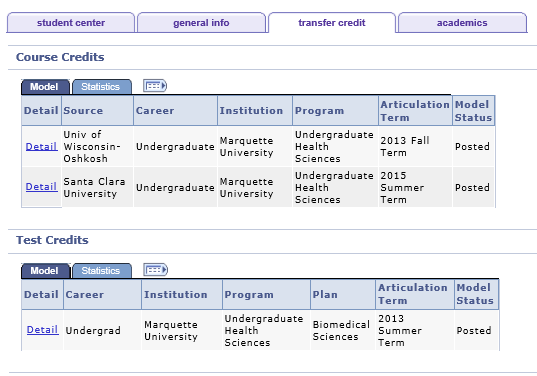 student center general info transfer credit academics
Course Credits
Model Statistics
Detail Source Career Institution Program Articulation Term Model Status
Detail Univ of Wisconsin-Oshkosh Undergraduate Marquette University Undergraduate Health Sciences 2013 Fall Term Posted
Detail Santa Clara University Undergraduate Marquette University Undergraduate Health Sciences 2015 Summer Term Posted
Test Credits
Model Statistics
Detail Career Institution Program Plan Articulation Term Model Status
Detail Undergrad Marquette University Undergraduate Health Sciences Biomedical Sciences 2013 Summer Term Posted